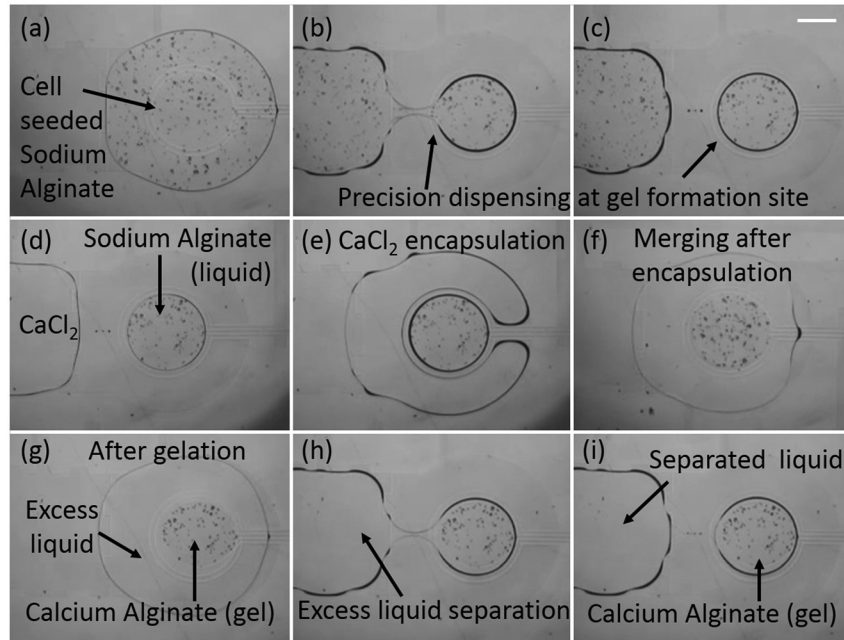 (a)
Cell
seeded
Sodium
Alginate
(b)
(c)
Precision dispensing at gel formation site
(d)
Sodium Alginate
(liquid)
CaCl₂
(e) CaCl₂ encapsulation
(f)
Merging after
encapsulation
(g)
After gelation
Excess
liquid
Calcium Alginate (gel)
(h)
Excess liquid separation
(i)
Separated liquid
Calcium Alginate (gel)